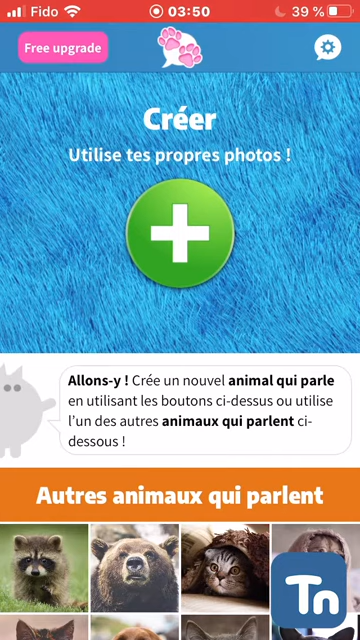 Fido 03:50 39 %
Free upgrade
Créer
Utilise tes propres photos !
Allons-y ! Crée un nouvel animal qui parle
en utilisant les boutons ci-dessus ou utilise
l'un des autres animaux qui parlent ci-
dessous !
Autres animaux qui parlent
Tn